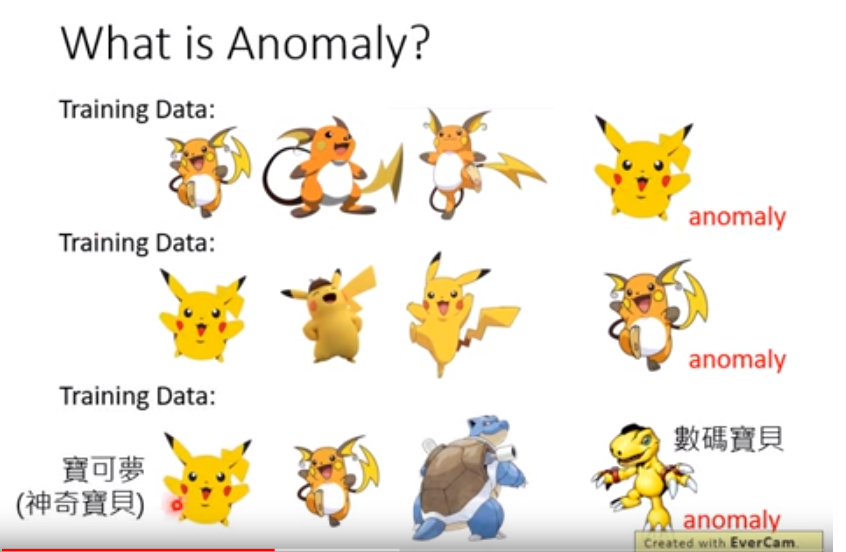 What is Anomaly?
Training Data:
anomaly
Training Data:
anomaly
Training Data:
寶可夢
(神奇寶貝)
數碼寶貝
anomaly
Created with EverCam.